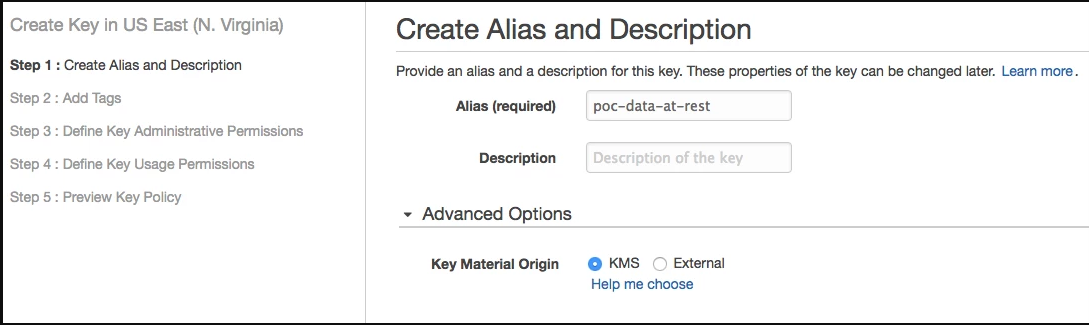 Create Key in US East (N. Virginia)
Step 1 : Create Alias and Description
Step 2 : Add Tags
Step 3 : Define Key Administrative Permissions
Step 4 : Define Key Usage Permissions
Step 5 : Preview Key Policy
Create Alias and Description
Provide an alias and a description for this key. These properties of the key can be changed later. Learn more.
Alias (required) poc-data-at-rest
Description Description of the key
Advanced Options
Key Material Origin KMS External
Help me choose